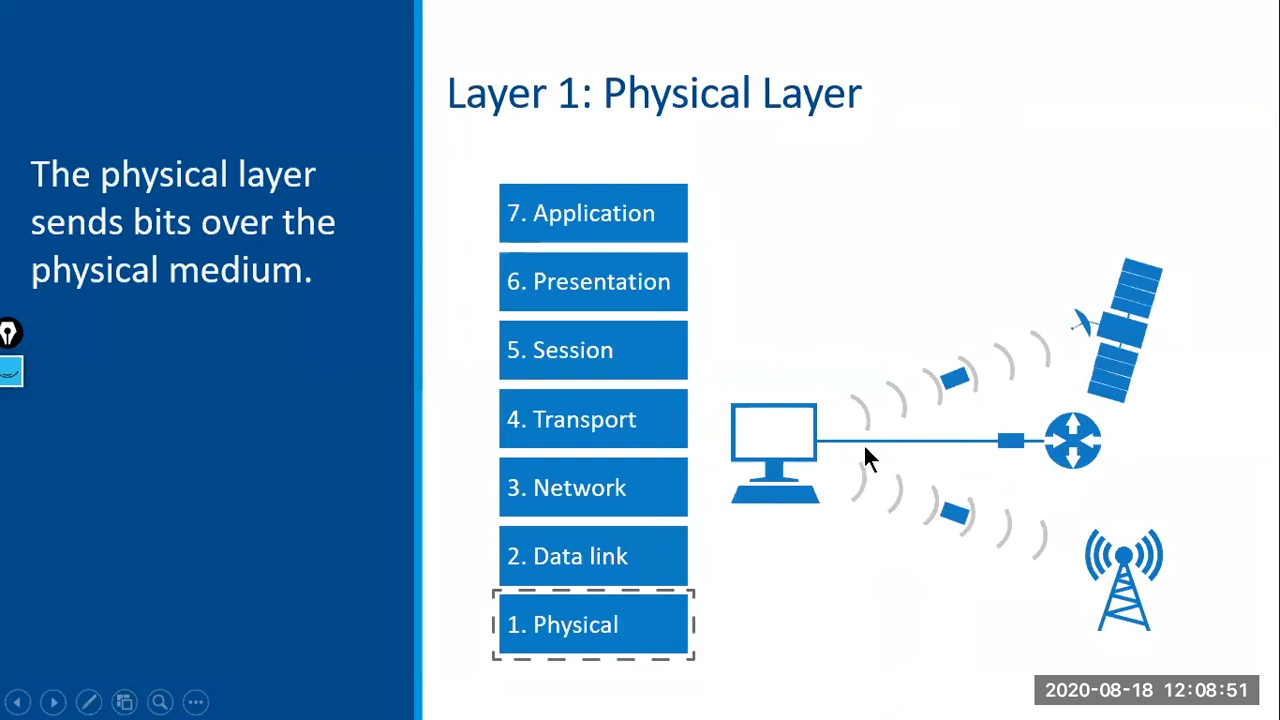 Layer 1: Physical Layer
The physical layer
sends bits over the
physical medium.
7. Application
6. Presentation
5. Session
4. Transport
3. Network
2. Data link
1. Physical
2020-08-18 12:08:51